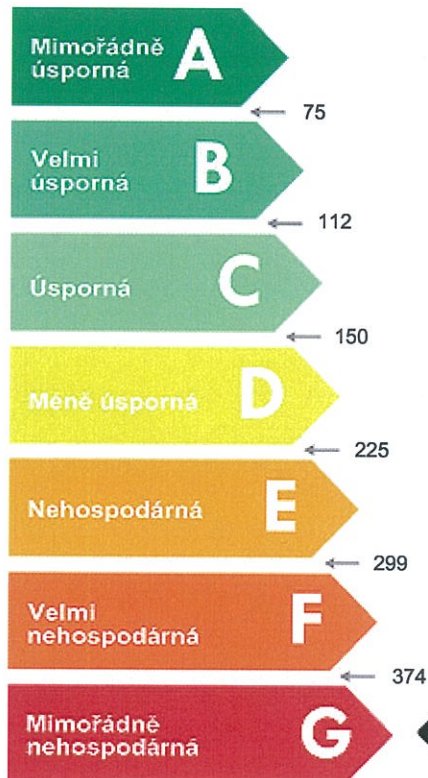 Mimořádně
úsporná
A
75
Velmi
úsporná
B
112
Úsporná
C
150
Méně úsporná
D
225
Nehospodárná
E
299
Velmi
nehospodárná
F
374
Mimořádně
nehospodárná
G